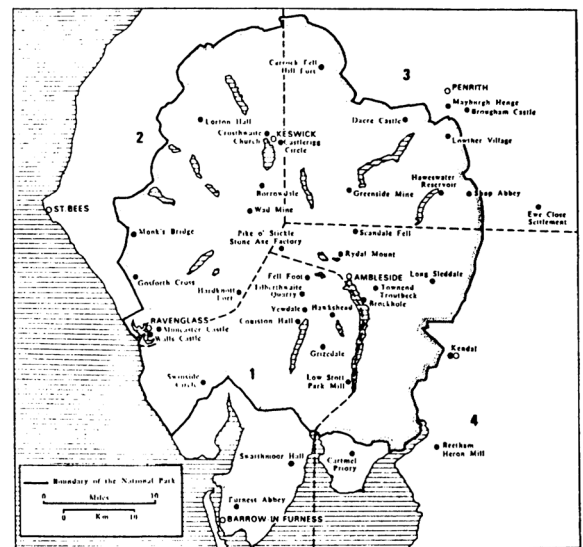 Carrock Fell
Hill Fort
3
PENRITH
Mayburgh Henge
Brougham Castle
Lorton Hall
Dacre Castle
2
Crosthwaite
Church
KESWICK
Castlerigg
Circle
Lowther Village
Haweswater
Reservoir
Borrowdale
Greenside Mine
Shap Abbey
ST. BEES
Wad Mine
Ewe Close
Settlement
Monk's Bridge
Pike o' Stickle
Stone Axe Factory
Scandale Fell
Rydal Mount
Gosforth Cross
Fell Foot
AMBLESIDE
Long Sleddale
Hardknott
Fort
Tilberthwaite
Quarry
Townend
Troutbeck
Brockhole
Yewdale
Hawkshead
RAVENGLASS
Muncaster Castle
Walls Castle
Coniston Hall
Grizedale
Kendal
1
Swinside
Circle
Low Stott
Park Mill
4
Beetham
Heron Mill
Swarthmoor Hall
Cartmel
Priory
Boundary of the National Park
0 Miles 10
0 Km 10
Furness Abbey
BARROW IN FURNESS